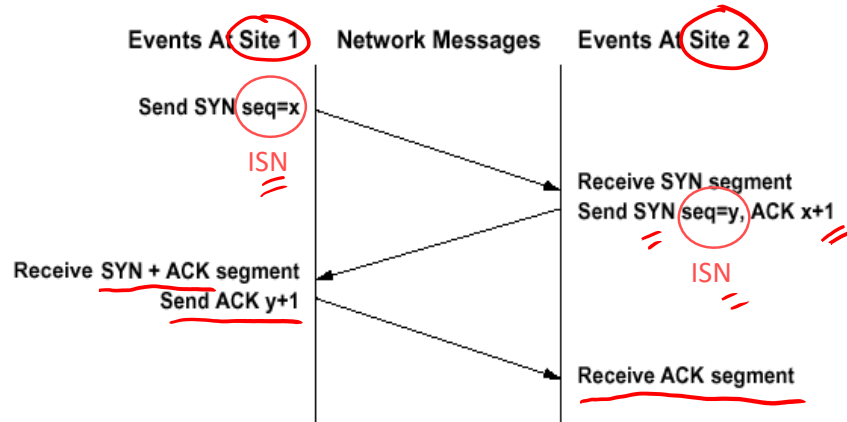 Events At Site 1 Network Messages Events At Site 2
Send SYN seq=x
ISN
Receive SYN segment
Send SYN seq=y, ACK x+1
ISN
Receive SYN + ACK segment
Send ACK y+1
Receive ACK segment